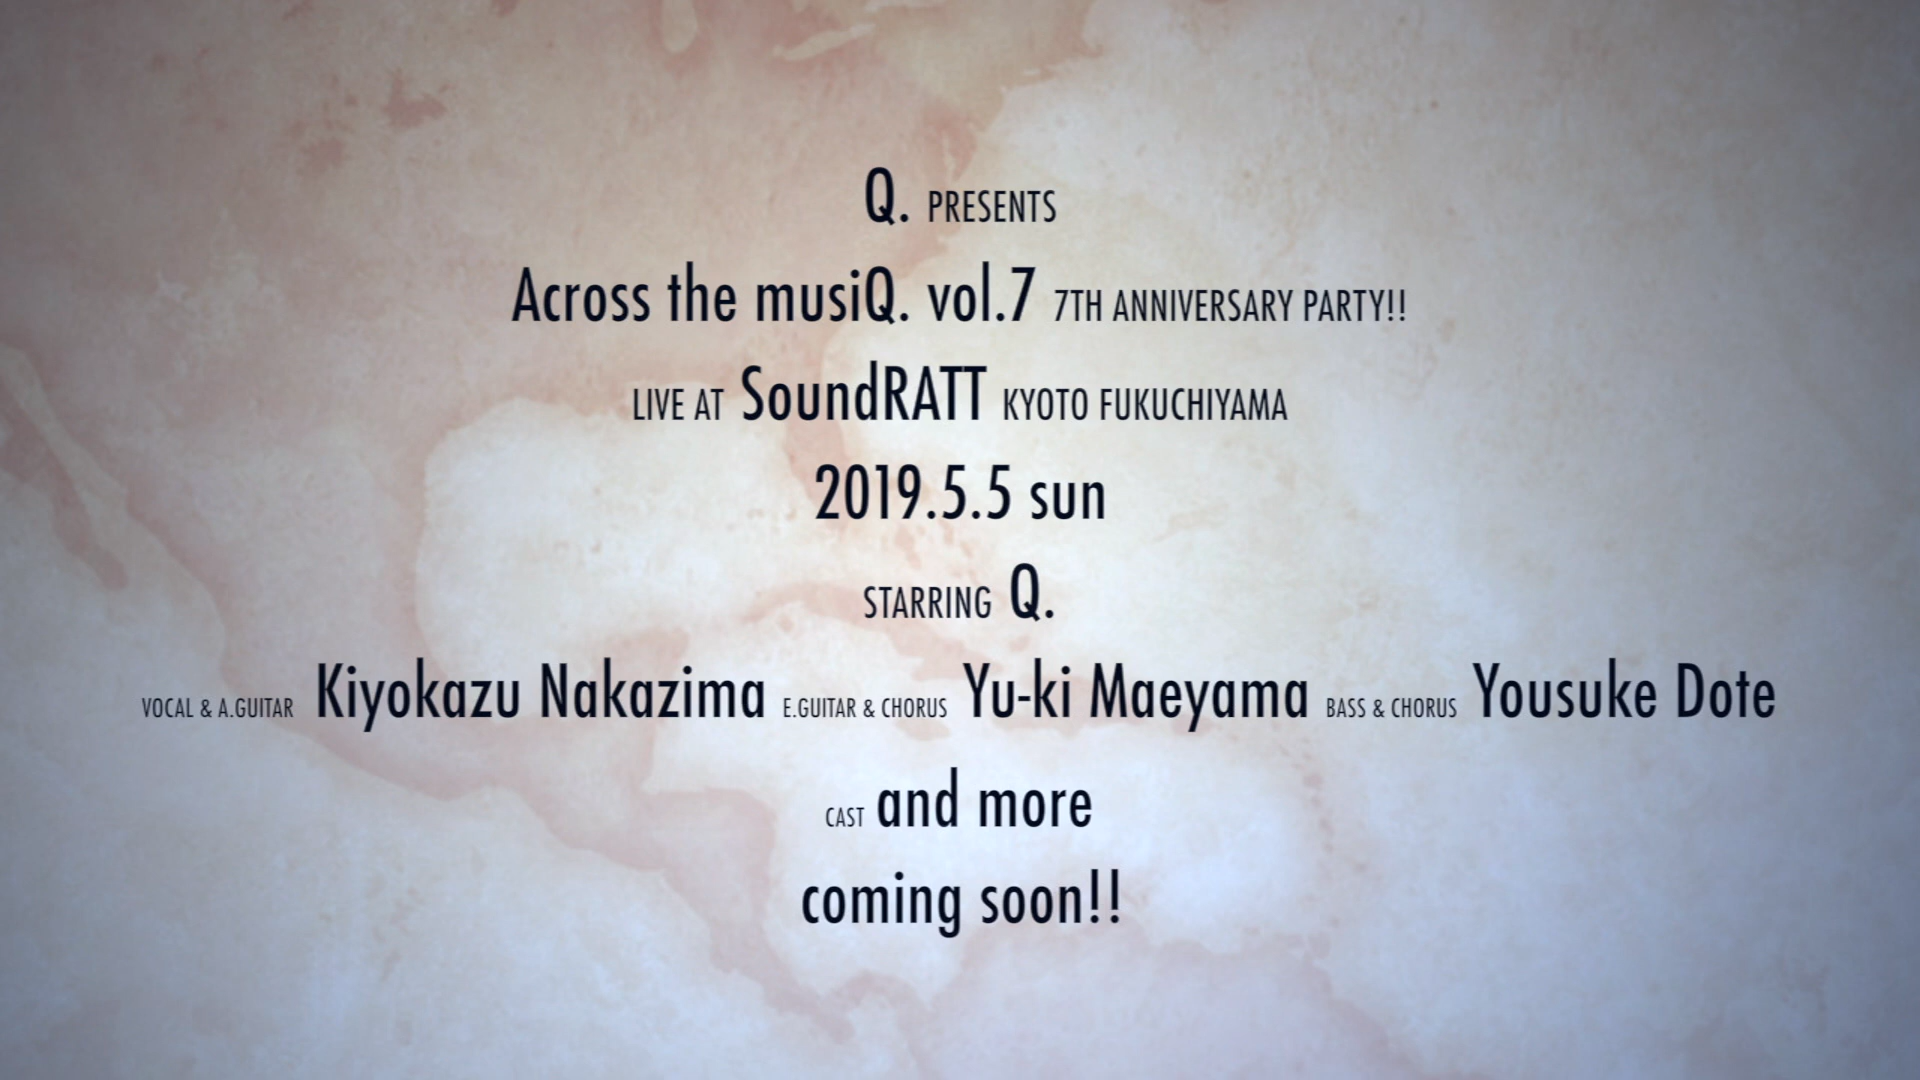 Q. PRESENTS
Across the musiQ. vol.7 7TH ANNIVERSARY PARTY!!
LIVE AT SoundRATT KYOTO FUKUCHIYAMA
2019.5.5 sun
STARRING Q.
VOCAL & A.GUITAR Kiyokazu Nakazima E.GUITAR & CHORUS Yu-ki Maeyama BASS & CHORUS Yousuke Dote
CAST and more
coming soon!!